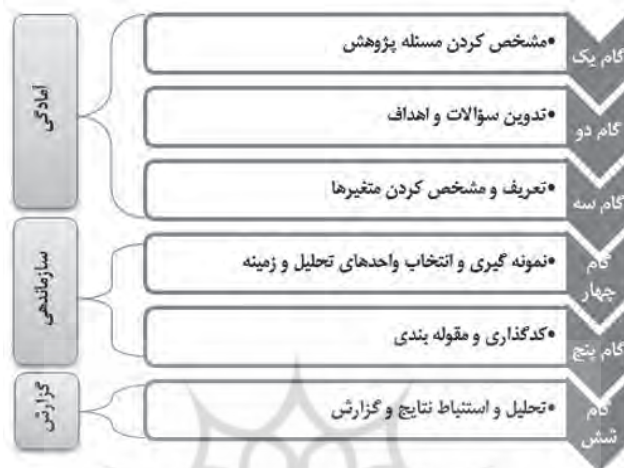 گام یک
•مشخص کردن مسئله پژوهش
گام دو
•تدوین سؤالات و اهداف
گام سه
•تعریف و مشخص کردن متغیرها
آمادگی
گام
چهار
•نمونه گیری و انتخاب واحدهای تحلیل و زمینه
گام پنج
•کدگذاری و مقوله بندی
سازماندهی
گام
شش
•تحلیل و استنباط نتایج و گزارش
گزارش